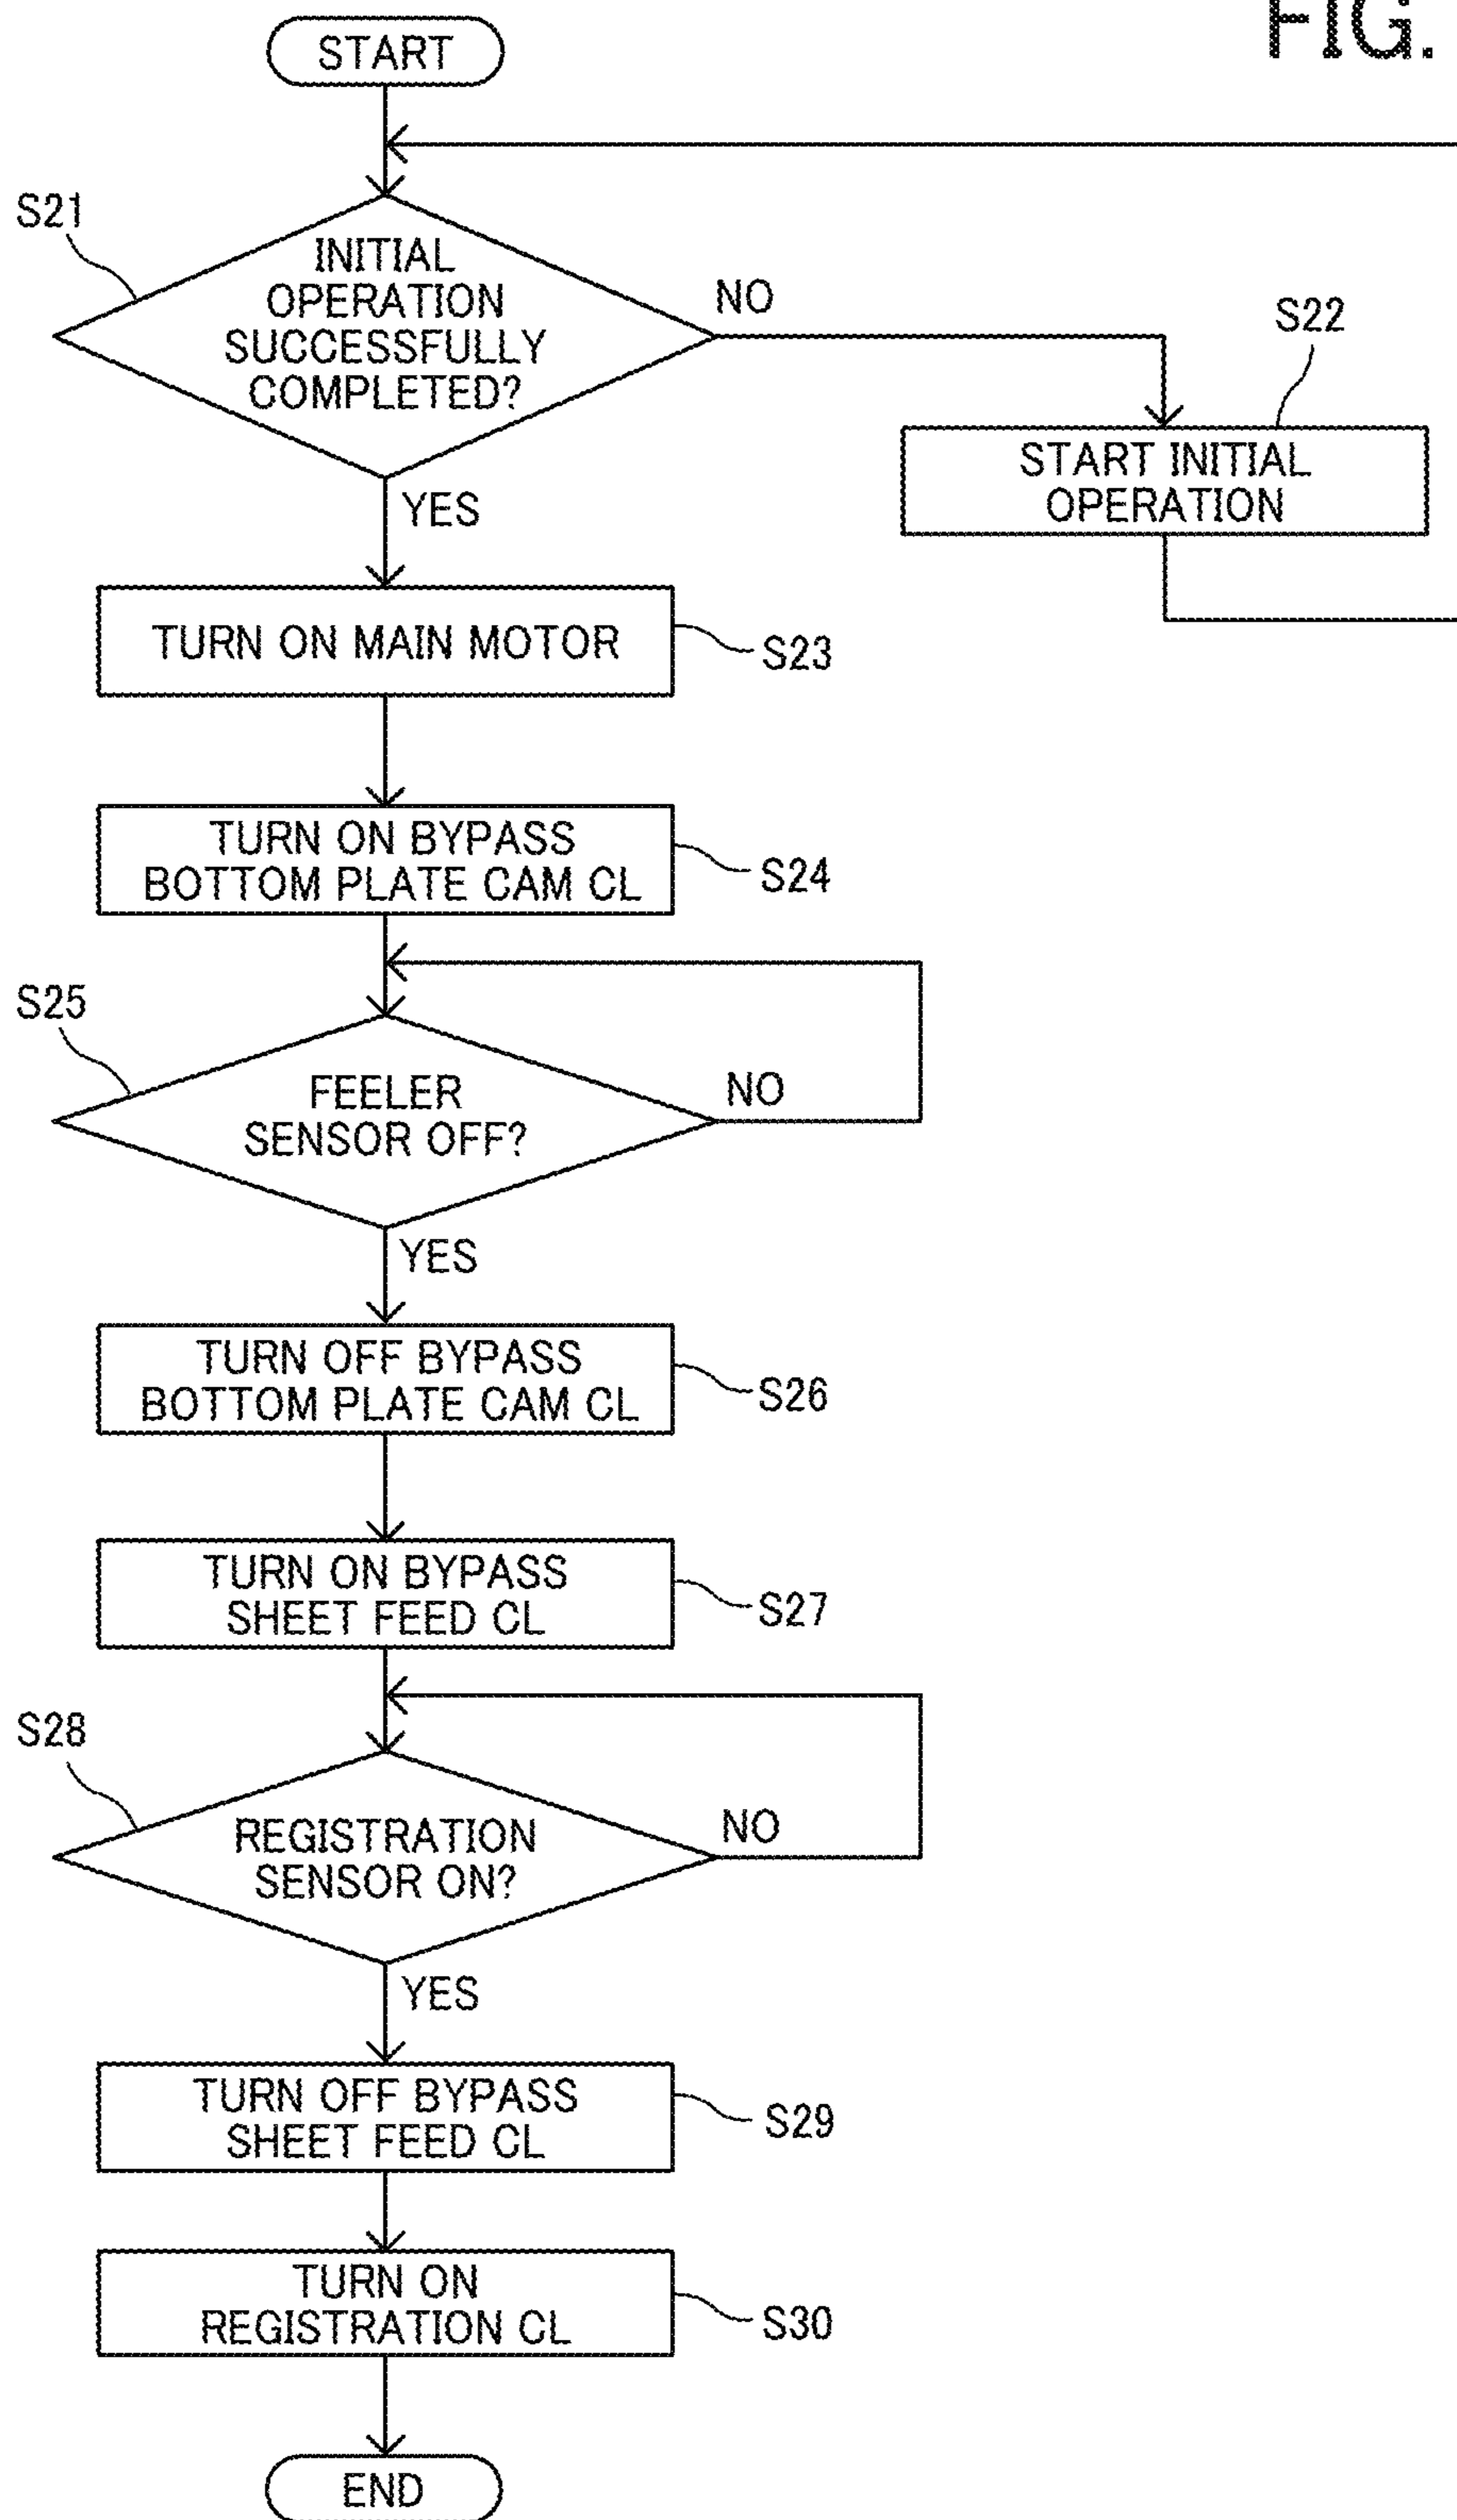 FIG.
START
S21
INITIAL
OPERATION
SUCCESSFULLY
COMPLETED?
NO
S22
START INITIAL
OPERATION
YES
TURN ON MAIN MOTOR
S23
TURN ON BYPASS
BOTTOM PLATE CAM CL
S24
S25
FEELER
SENSOR OFF?
NO
YES
TURN OFF BYPASS
BOTTOM PLATE CAM CL
S26
TURN ON BYPASS
SHEET FEED CL
S27
S28
REGISTRATION
SENSOR ON?
NO
YES
TURN OFF BYPASS
SHEET FEED CL
S29
TURN ON
REGISTRATION CL
S30
END